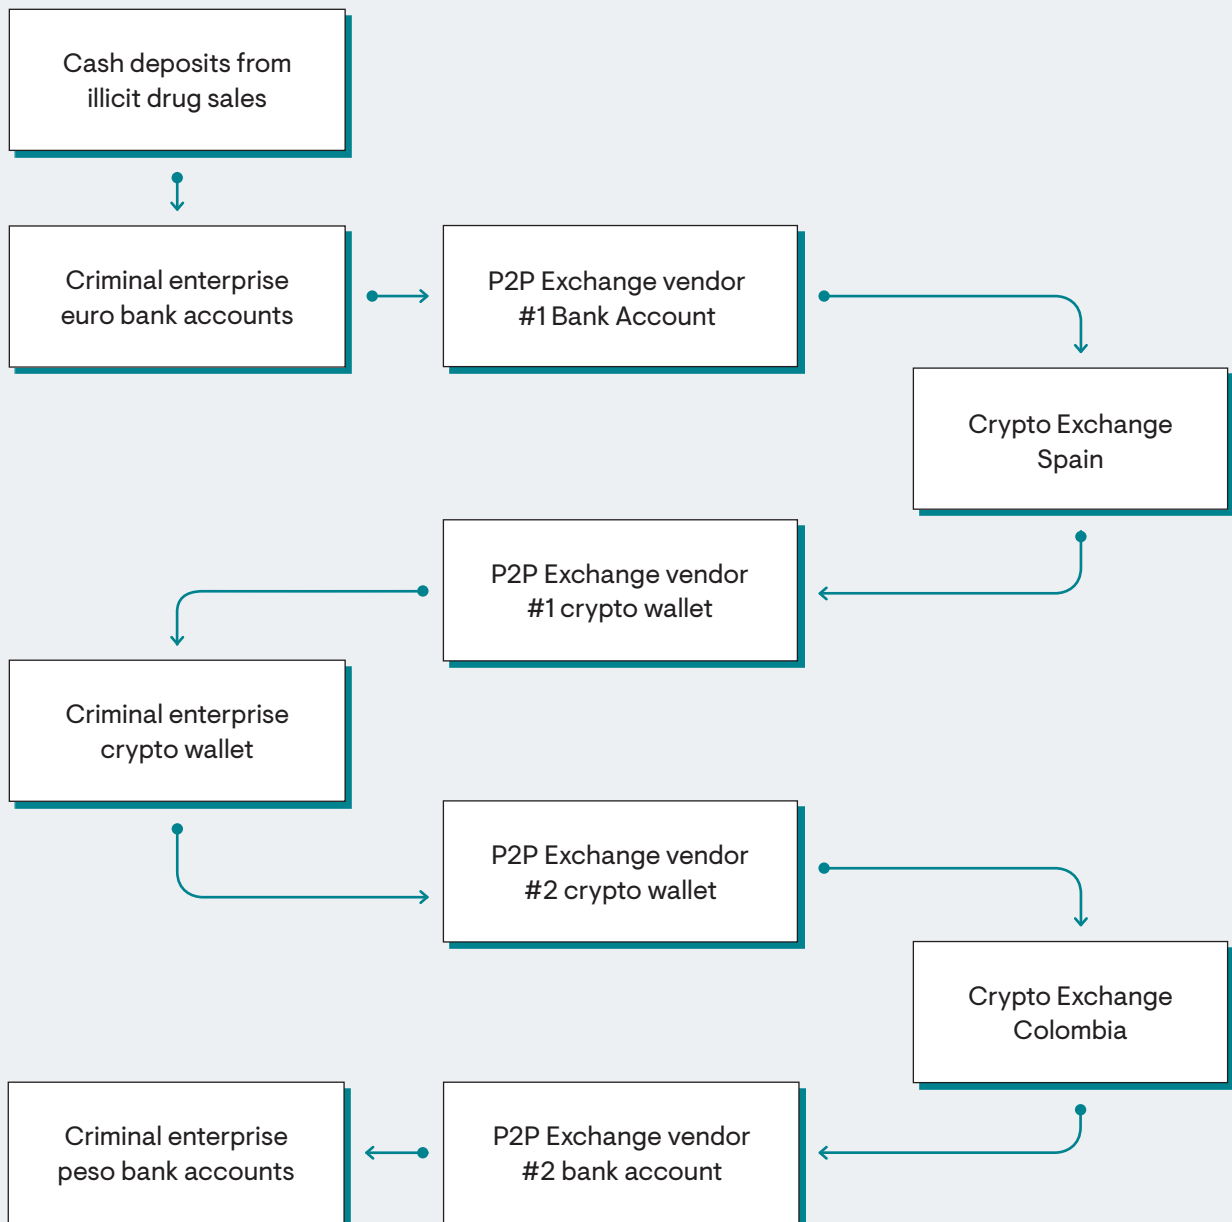 Cash deposits from
illicit drug sales
Criminal enterprise
euro bank accounts
P2P Exchange vendor
#1 Bank Account
Crypto Exchange
Spain
P2P Exchange vendor
#1 crypto wallet
Criminal enterprise
crypto wallet
P2P Exchange vendor
#2 crypto wallet
Crypto Exchange
Colombia
P2P Exchange vendor
#2 bank account
Criminal enterprise
peso bank accounts